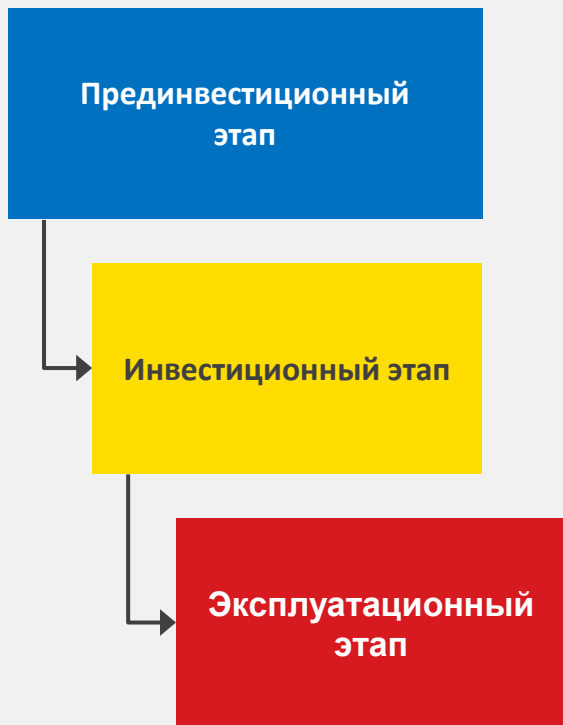 Прединвестиционный
этап
Инвестиционный этап
Эксплуатационный
этап